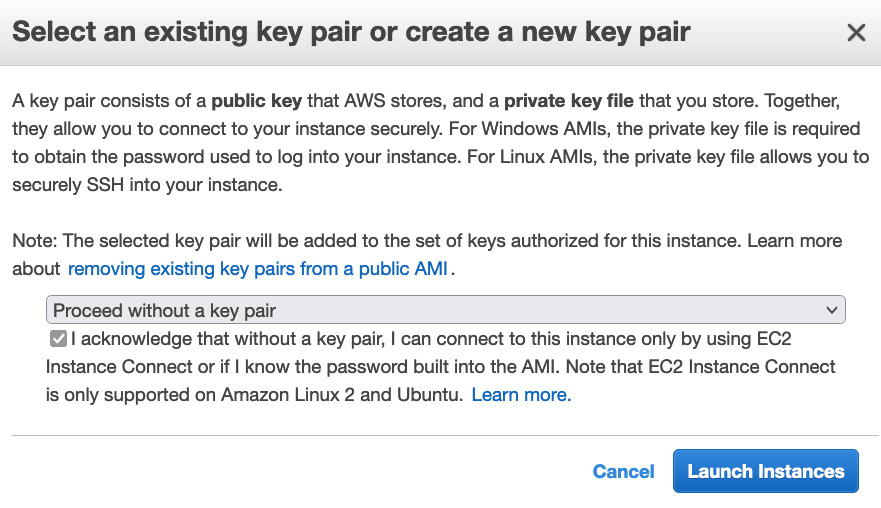 Select an existing key pair or create a new key pair
A key pair consists of a public key that AWS stores, and a private key file that you store. Together,
they allow you to connect to your instance securely. For Windows AMIs, the private key file is required
to obtain the password used to log into your instance. For Linux AMIs, the private key file allows you to
securely SSH into your instance.
Note: The selected key pair will be added to the set of keys authorized for this instance. Learn more
about removing existing key pairs from a public AMI .
Proceed without a key pair
I acknowledge that without a key pair, I can connect to this instance only by using EC2
Instance Connect or if I know the password built into the AMI. Note that EC2 Instance Connect
is only supported on Amazon Linux 2 and Ubuntu. Learn more.
Cancel Launch Instances